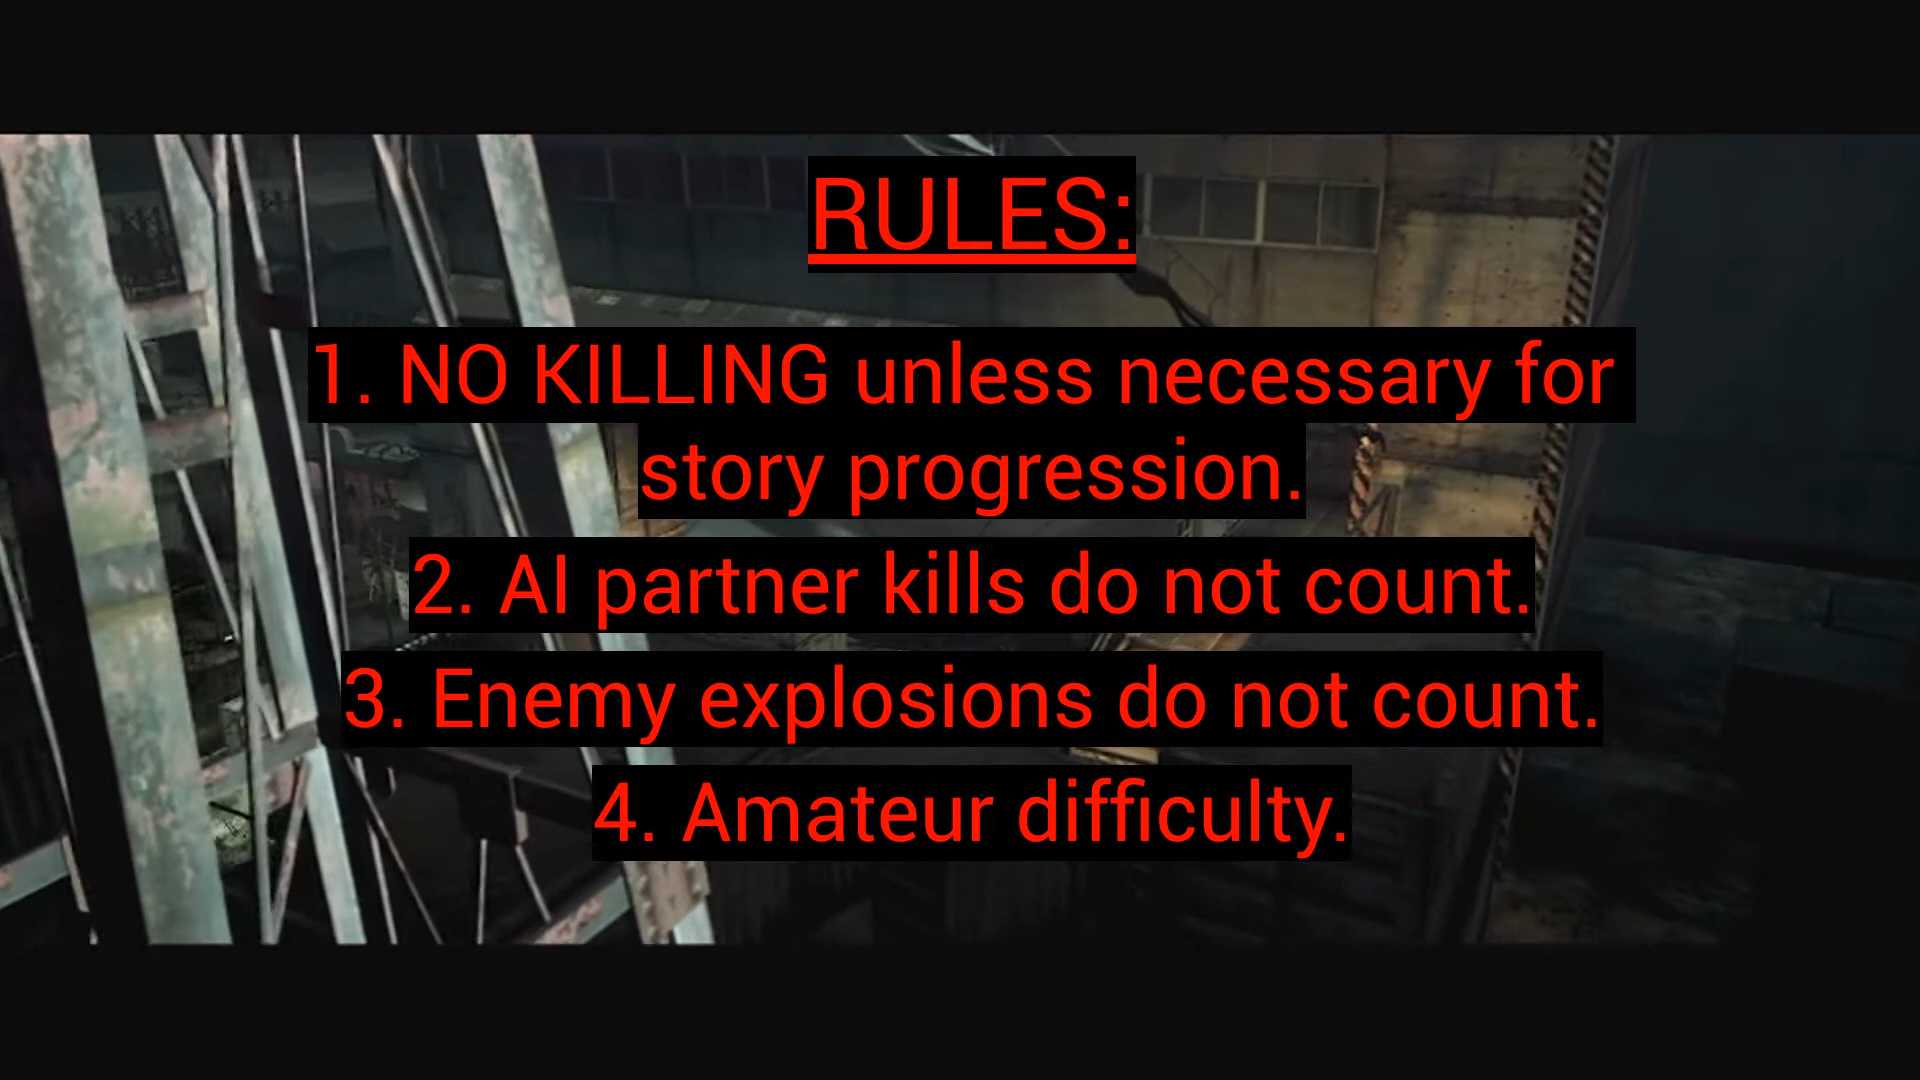 RULES:
1. NO KILLING unless necessary for
story progression.
2. AI partner kills do not count.
3. Enemy explosions do not count.
4. Amateur difficulty.